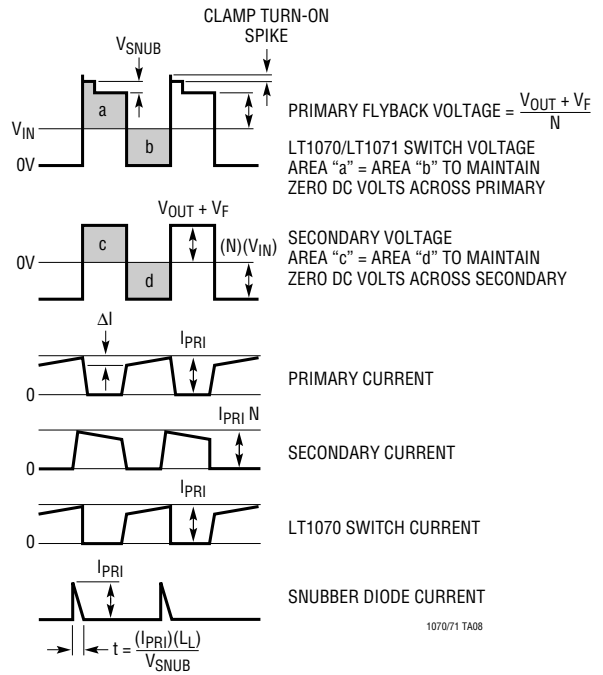 CLAMP TURN-ON
SPIKE
VSNUB
a
b
VIN
0V
PRIMARY FLYBACK VOLTAGE = VOUT + VF
N
LT1070/LT1071 SWITCH VOLTAGE
AREA “a” = AREA “b” TO MAINTAIN
ZERO DC VOLTS ACROSS PRIMARY
VOUT + VF
c
d
0V
(N)(VIN)
SECONDARY VOLTAGE
AREA “c” = AREA “d” TO MAINTAIN
ZERO DC VOLTS ACROSS SECONDARY
∆I
IPRI
0
PRIMARY CURRENT
IPRI N
0
SECONDARY CURRENT
IPRI
0
LT1070 SWITCH CURRENT
IPRI
SNUBBER DIODE CURRENT
t = (IPRI)(LL)
VSNUB
1070/71 TA08